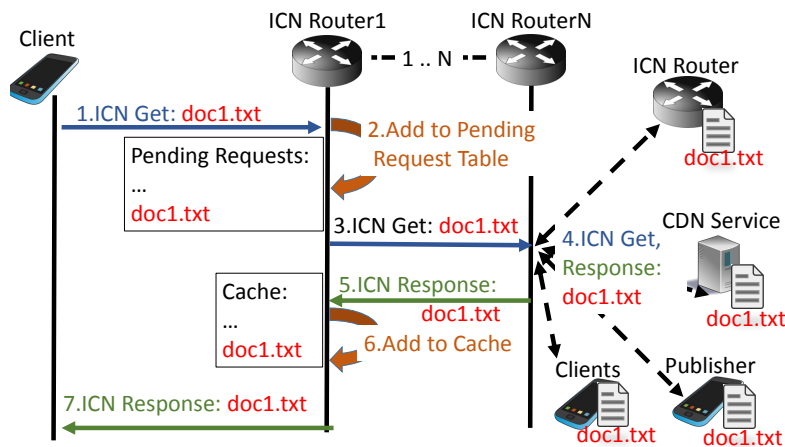 Client
ICN Router1
1 .. N
ICN RouterN
ICN Router
doc1.txt
1.ICN Get: doc1.txt
2.Add to Pending
Request Table
Pending Requests:
...
doc1.txt
3.ICN Get: doc1.txt
4.ICN Get,
Response:
doc1.txt
CDN Service
doc1.txt
5.ICN Response:
doc1.txt
Cache:
...
doc1.txt
6.Add to Cache
Clients
doc1.txt
Publisher
doc1.txt
7.ICN Response: doc1.txt